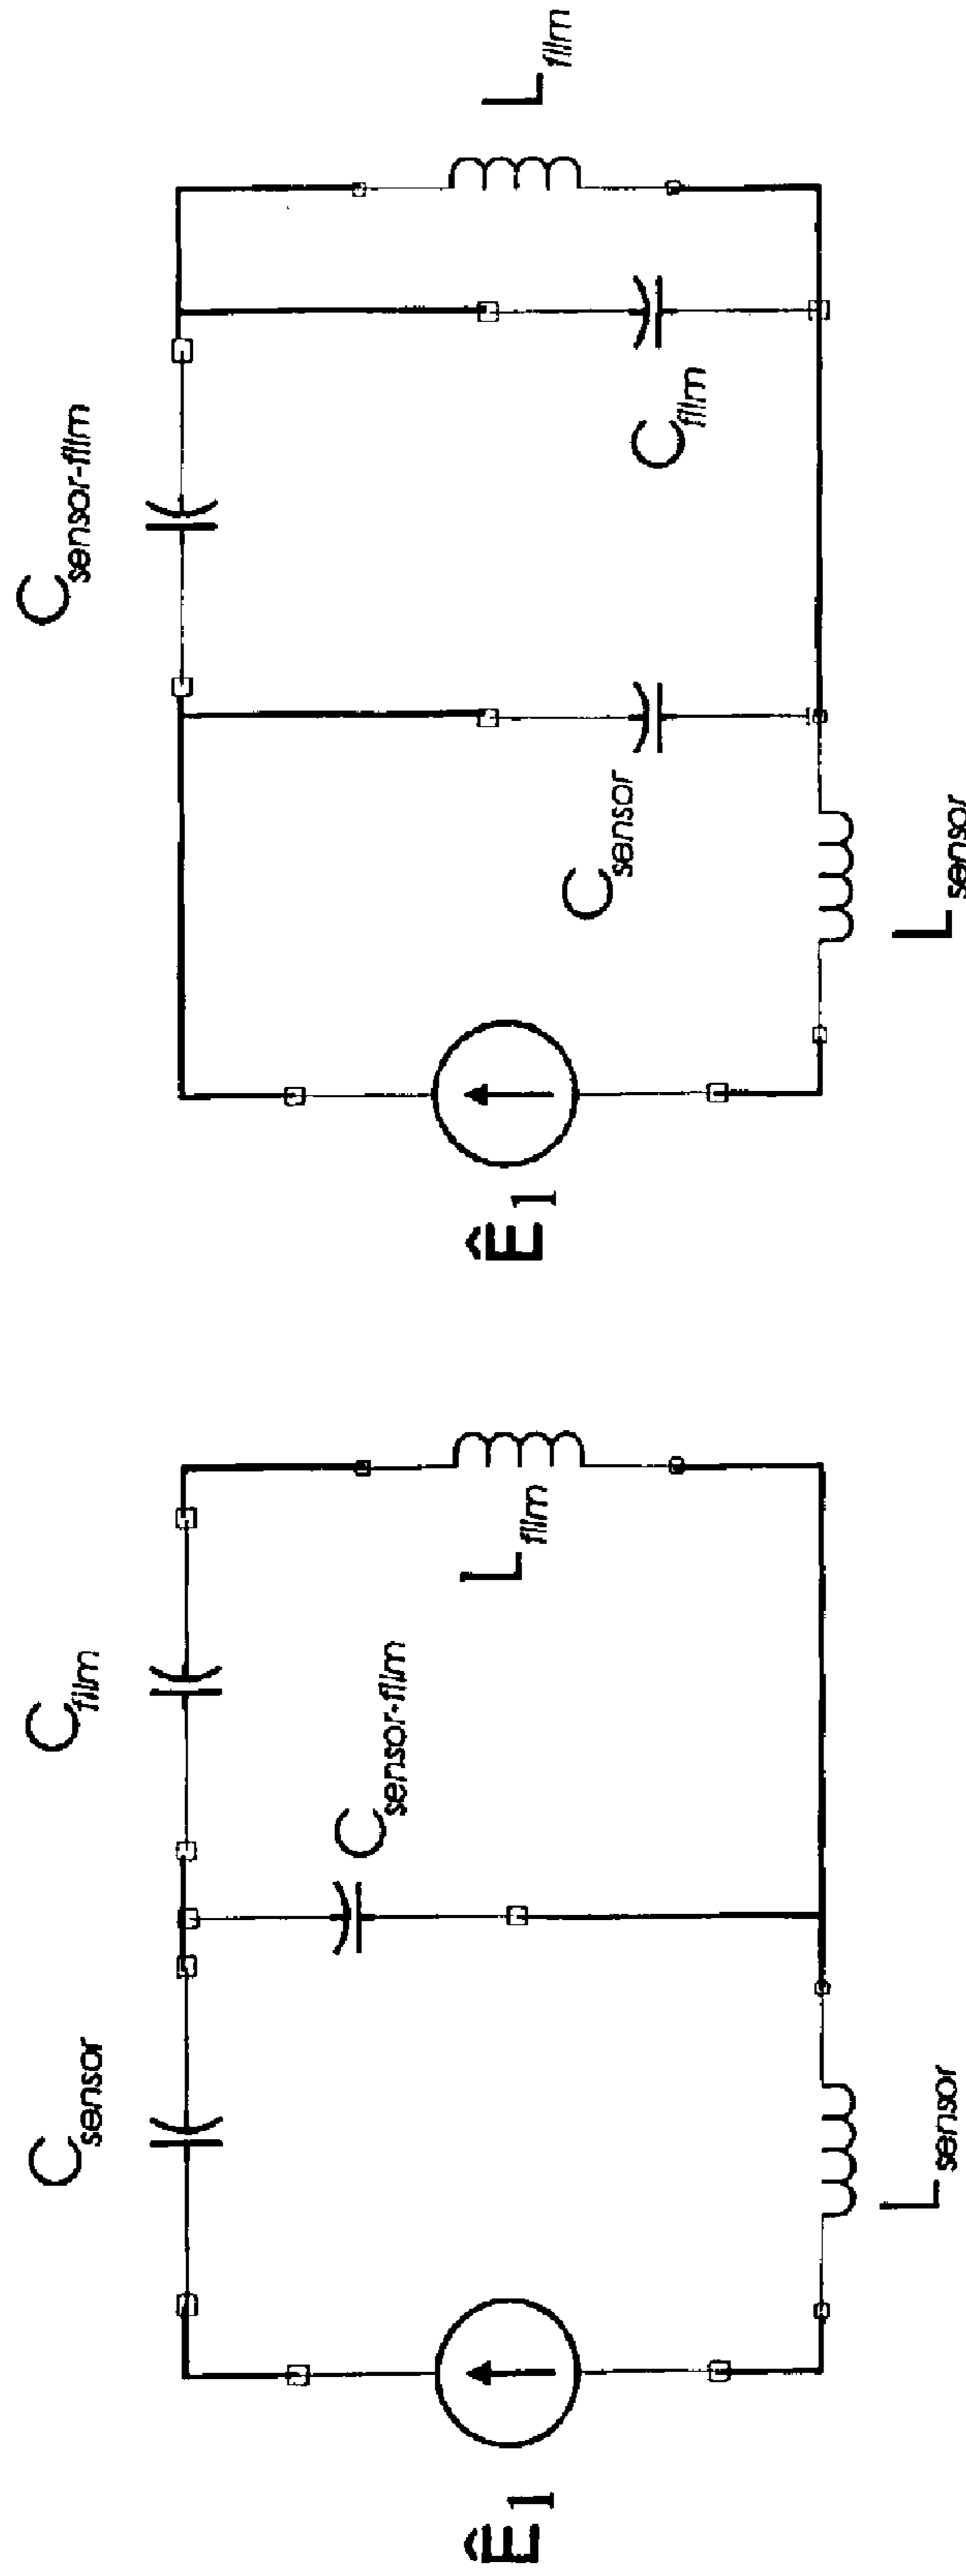 C_sensor-film
L_film
C_film
C_sensor
L_sensor
Ê1
C_film
C_sensor-film
L_film
C_sensor
L_sensor
Ê1